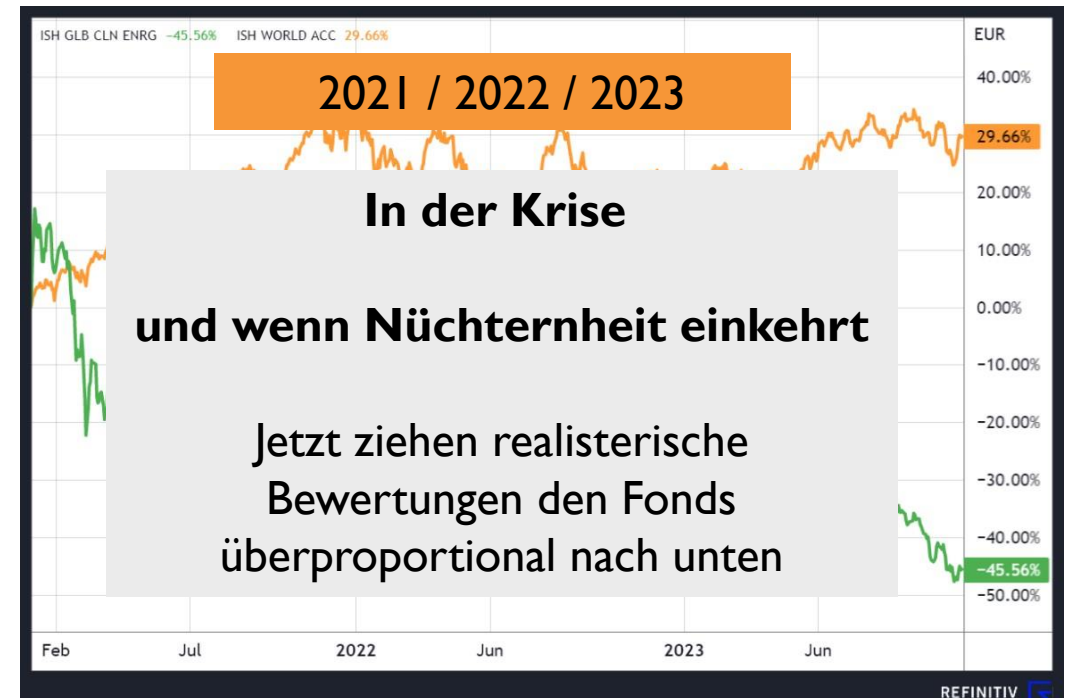 ISH GLB CLN ENRG -45.56% ISH WORLD ACC 29.66%
EUR
2021 / 2022 / 2023
40.00%
29.66%
20.00%
10.00%
0.00%
-10.00%
-20.00%
-30.00%
-40.00%
-45.56%
-50.00%
In der Krise
und wenn Nüchternheit einkehrt
Jetzt ziehen realisterische
Bewertungen den Fonds
überproportional nach unten
Feb Jul 2022 Jun 2023 Jun
REFINITIV